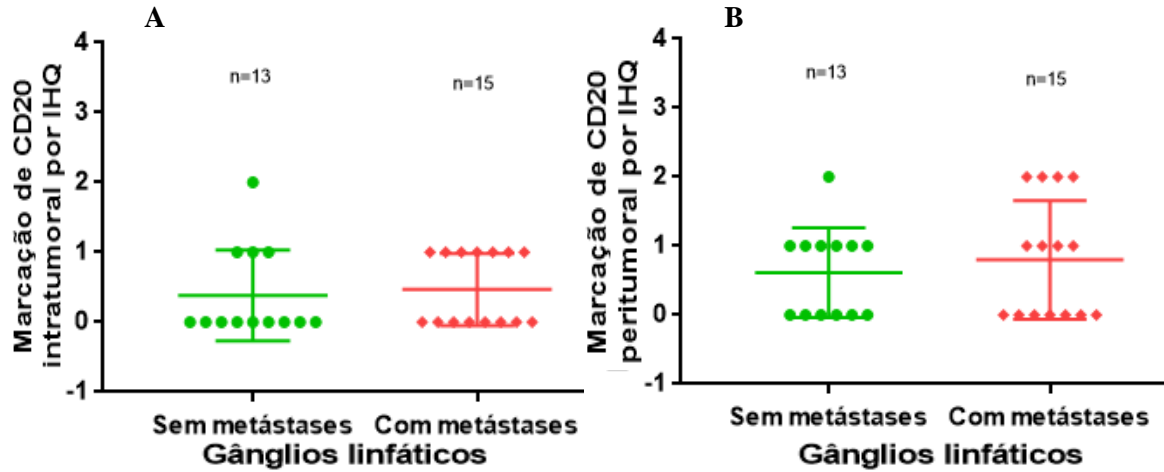 A
Marcação de CD20
intratumoral por IHQ
4
3
2
1
0
-1
n=13
n=15
Sem metástases
Com metástases
Gânglios linfáticos
B
Marcação de CD20
peritumoral por IHQ
4
3
2
1
0
-1
n=13
n=15
Sem metástases
Com metástases
Gânglios linfáticos